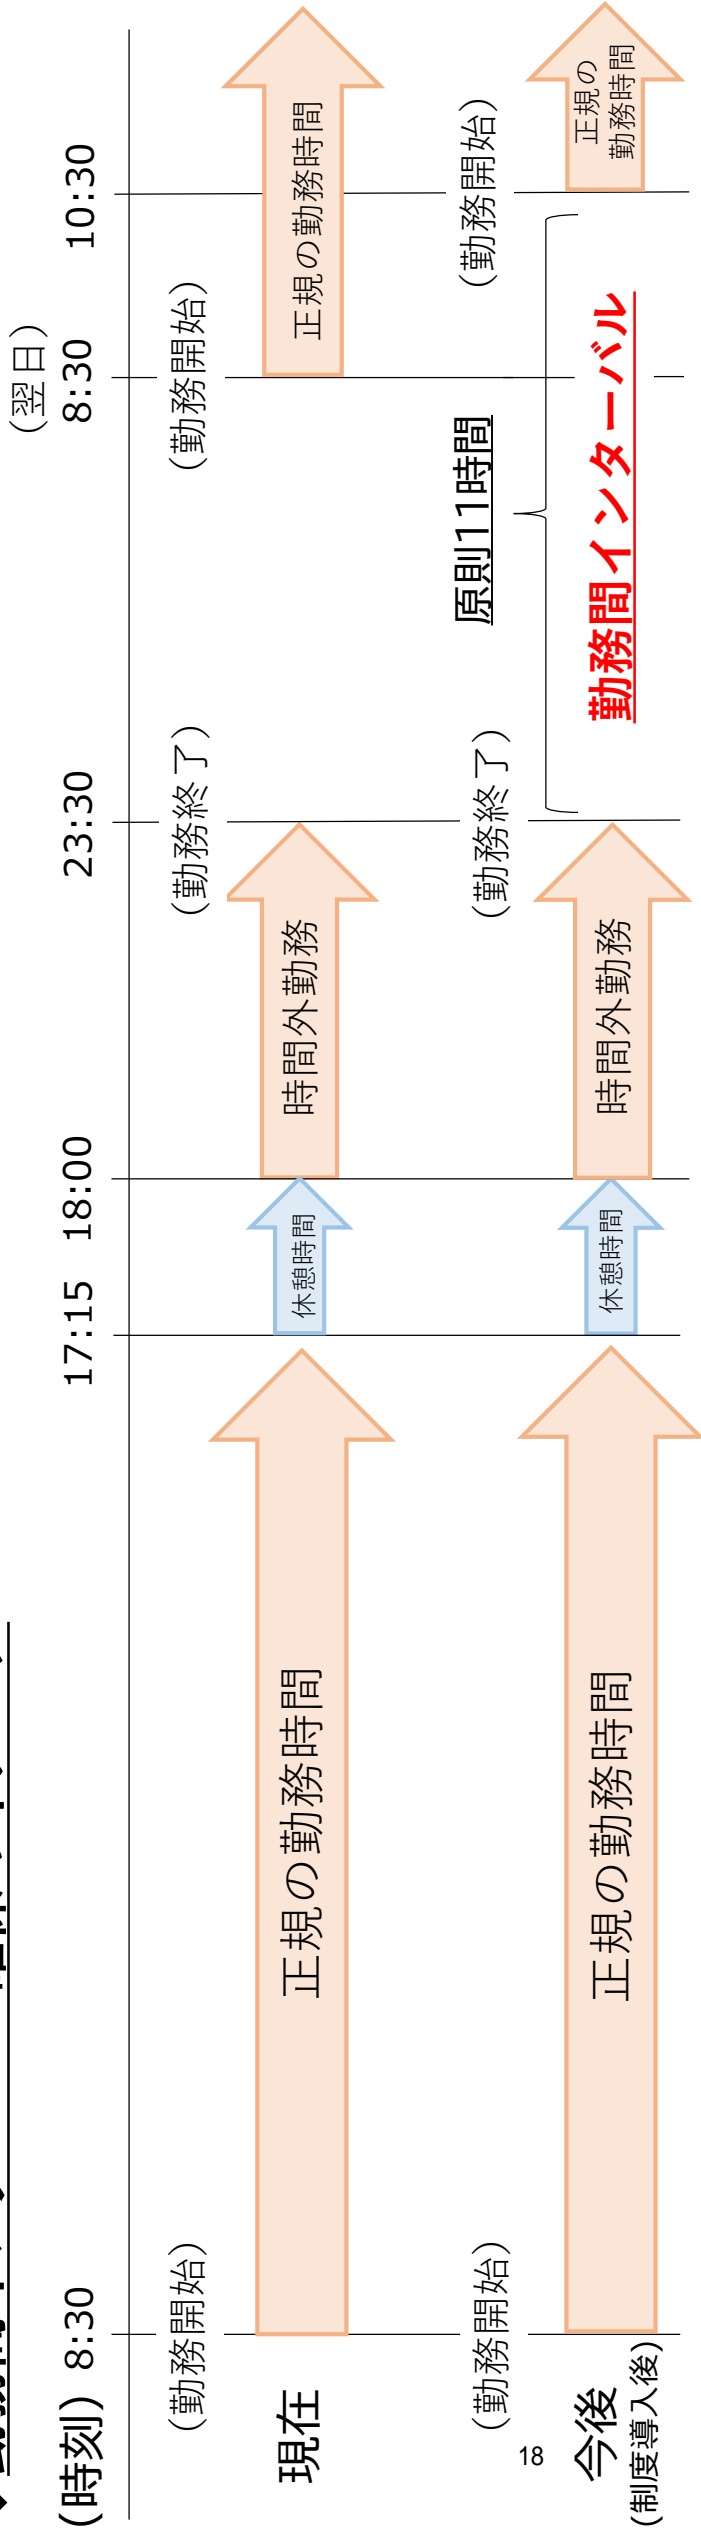 (時刻) 8:30 17:15 18:00 23:30 (翌日) 8:30 10:30
(勤務開始) (勤務終了) (勤務開始)
現在 正規の勤務時間 休憩時間 時間外勤務 正規の勤務時間
原則11時間
(勤務開始) (勤務終了) (勤務開始)
今後 正規の勤務時間 休憩時間 時間外勤務 勤務間インターバル 正規の
勤務時間
(制度導入後)
18